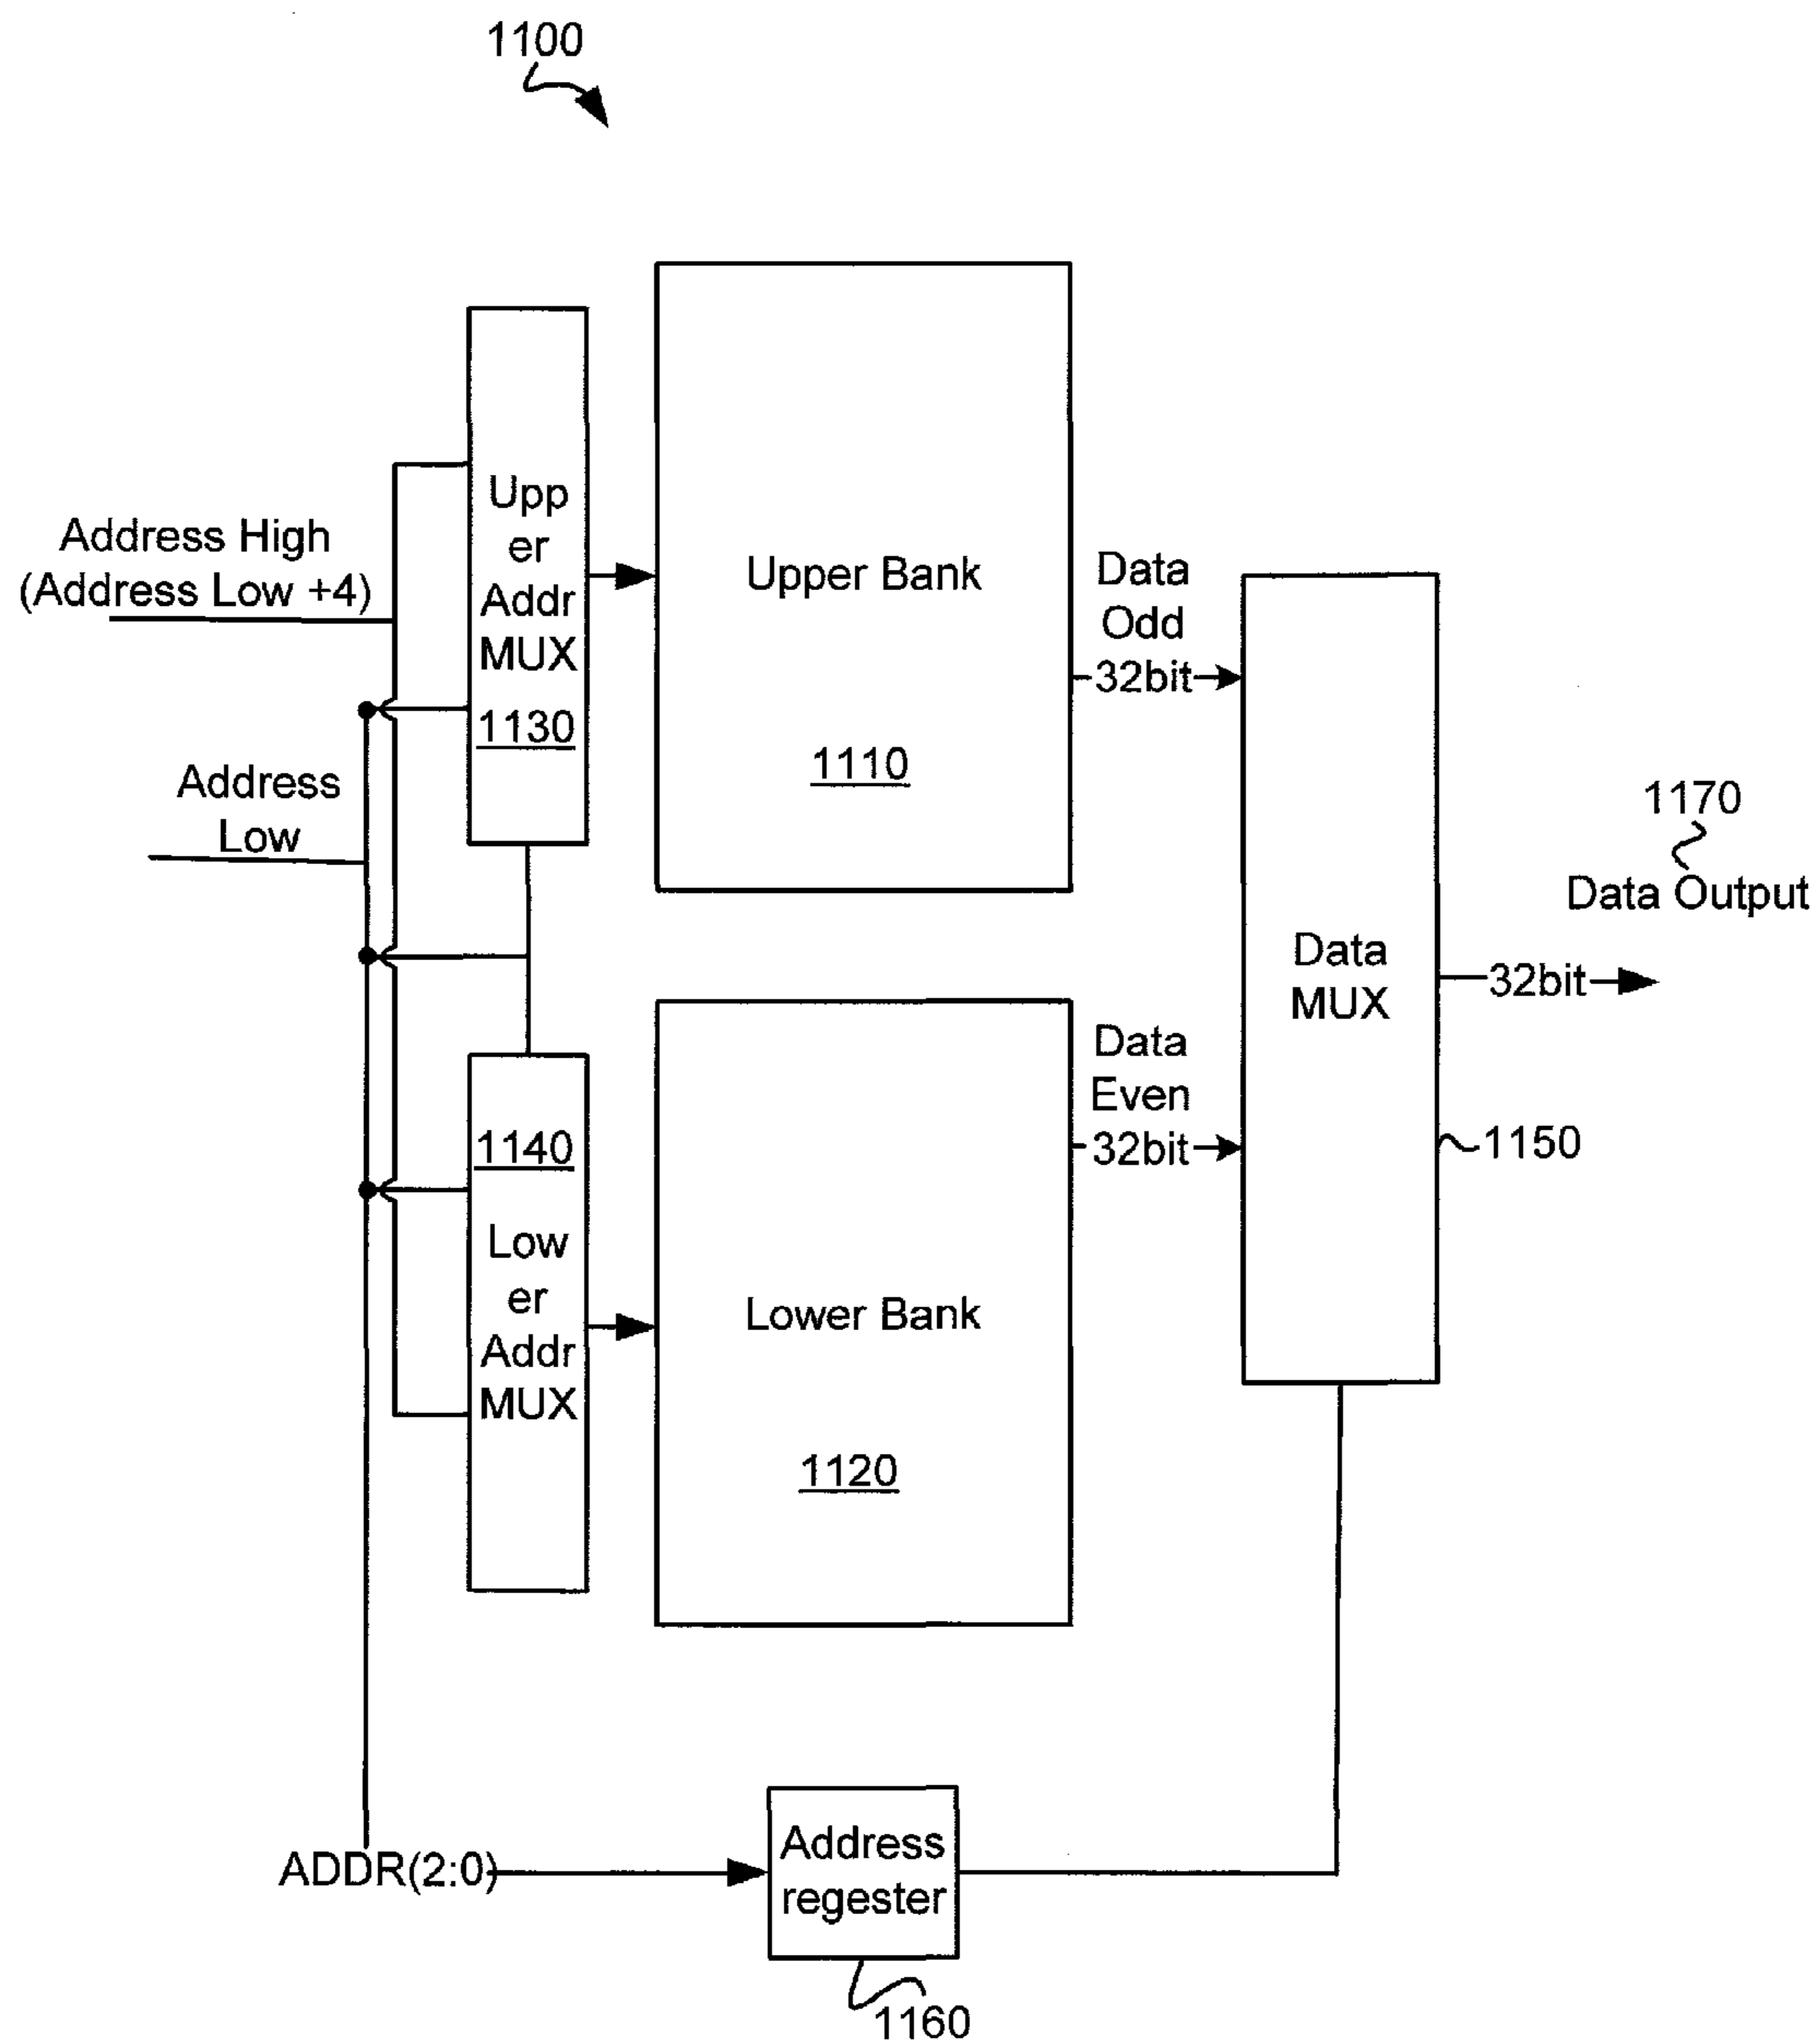 1100
Upp
er
Addr
MUX
1130
Address High
(Address Low +4)
Address
Low
Upper Bank
1110
Data
Odd
32bit
1170
Data Output
Data
MUX
32bit
1140
Low
er
Addr
MUX
Lower Bank
1120
Data
Even
32bit
1150
ADDR(2:0)
Address
regester
1160